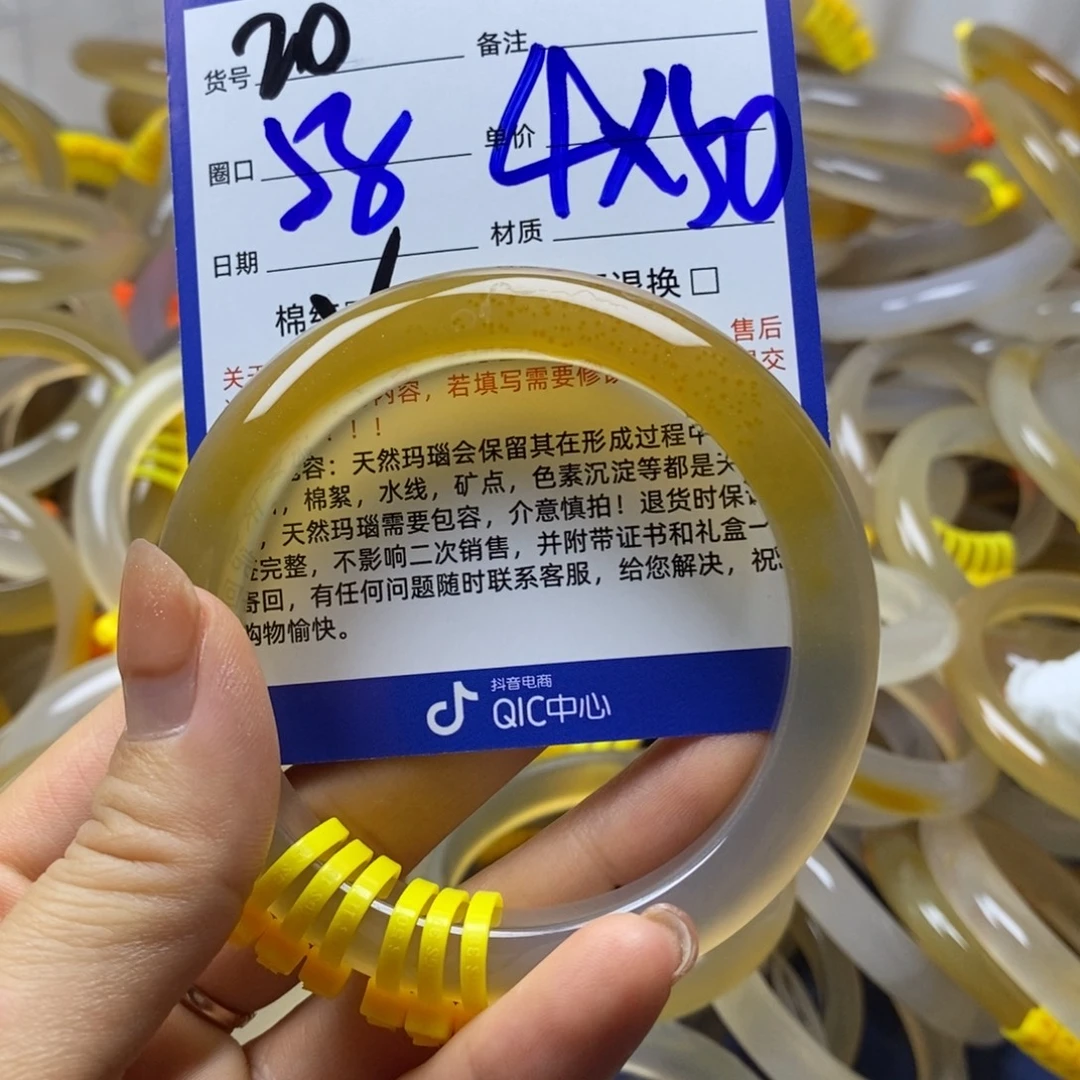 货号 20 备注
圈口 58 单价 4X50
日期 材质
棉 退换 □
售后
关 内容，若填写需要修 交
！！！
容：天然玛瑙会保留其在形成过程中
，棉絮，水线，矿点，色素沉淀等都是天
，天然玛瑙需要包容，介意慎拍！退货时保
完整，不影响二次销售，并附带证书和礼盒一
寄回，有任何问题随时联系客服，给您解决，祝
购物愉快。
抖音电商
QIC中心